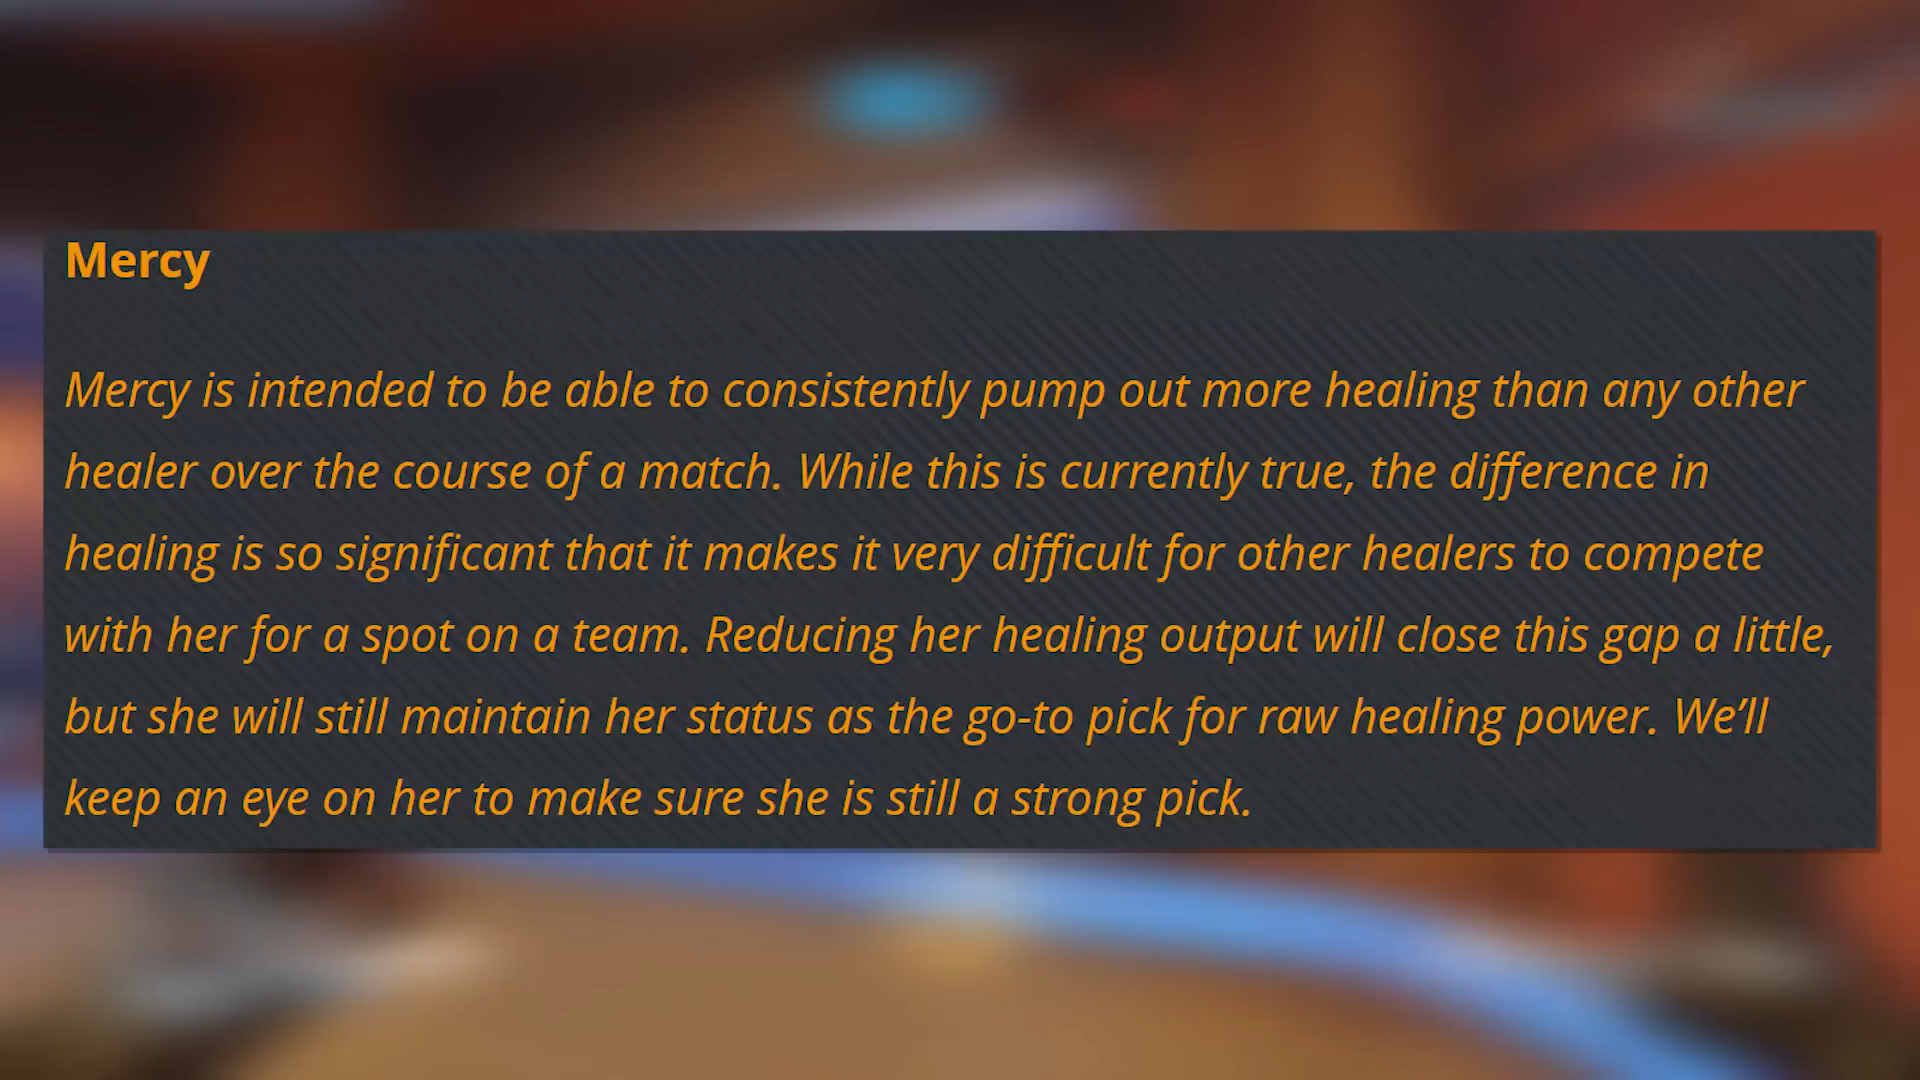 Mercy
Mercy is intended to be able to consistently pump out more healing than any other
healer over the course of a match. While this is currently true, the difference in
healing is so significant that it makes it very difficult for other healers to compete
with her for a spot on a team. Reducing her healing output will close this gap a little,
but she will still maintain her status as the go-to pick for raw healing power. We’ll
keep an eye on her to make sure she is still a strong pick.